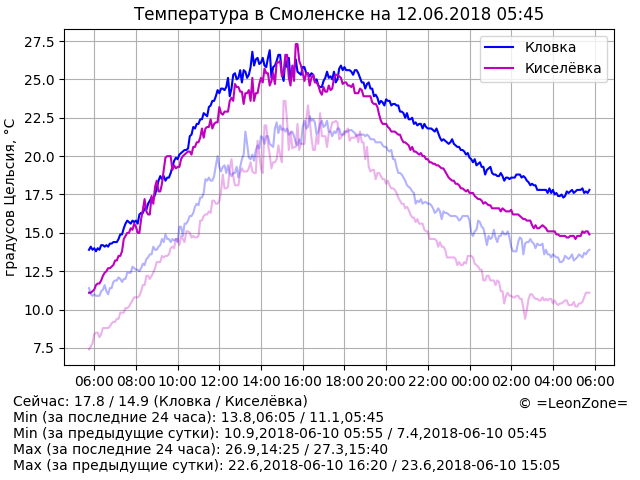 Температура в Смоленске на 12.06.2018 05:45
Кловка
Киселёвка
градусов Цельсия, °C
27.5
25.0
22.5
20.0
17.5
15.0
12.5
10.0
7.5
06:00 08:00 10:00 12:00 14:00 16:00 18:00 20:00 22:00 00:00 02:00 04:00 06:00
Сейчас: 17.8 / 14.9 (Кловка / Киселёвка)
© =LeonZone=
Min (за последние 24 часа): 13.8,06:05 / 11.1,05:45
Min (за предыдущие сутки): 10.9,2018-06-10 05:55 / 7.4,2018-06-10 05:45
Max (за последние 24 часа): 26.9,14:25 / 27.3,15:40
Max (за предыдущие сутки): 22.6,2018-06-10 16:20 / 23.6,2018-06-10 15:05